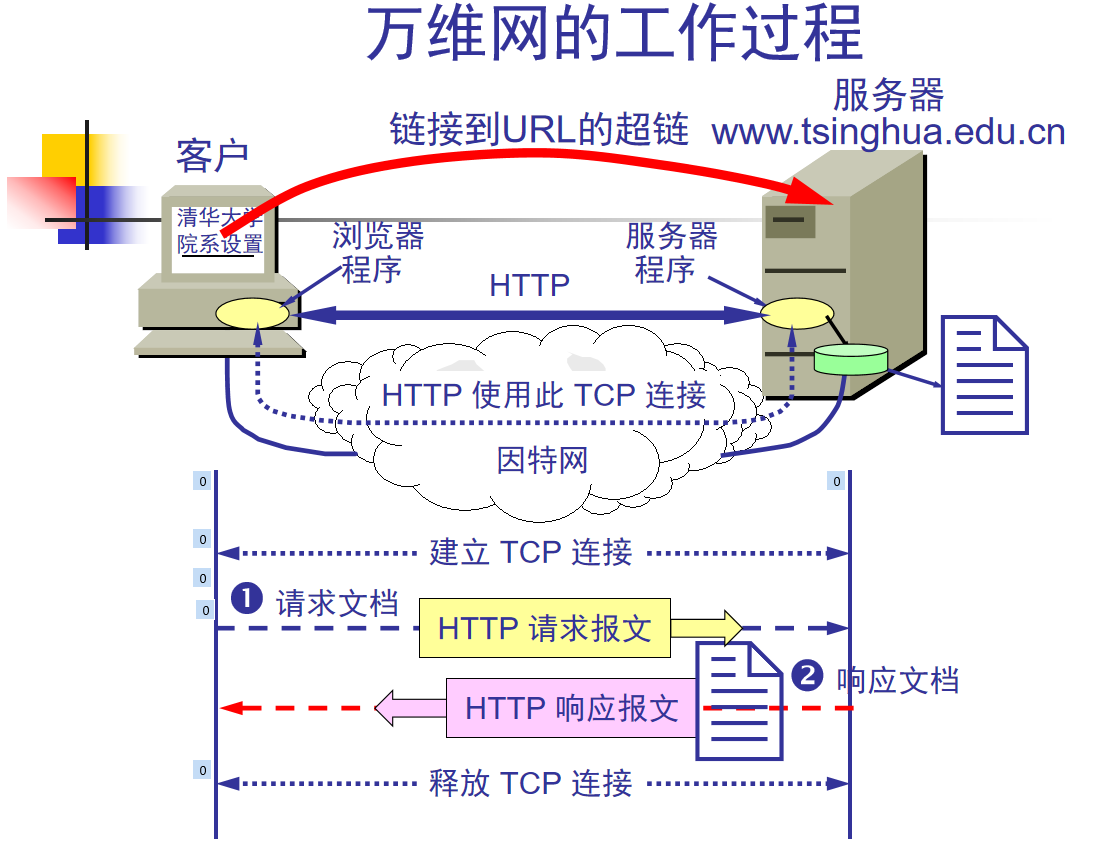 万维网的工作过程
服务器
链接到URL的超链
www.tsinghua.edu.cn
客户
清华大学
院系设置
浏览器
程序
服务器
程序
HTTP
HTTP 使用此 TCP 连接
因特网
0
0
0
建立 TCP 连接
0
0
❶ 请求文档
HTTP 请求报文
❷ 响应文档
HTTP 响应报文
0
释放 TCP 连接